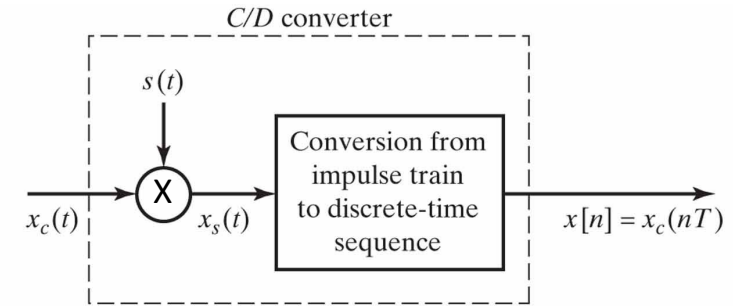 C/D converter
s(t)
X
Conversion from
impulse train
to discrete-time
sequence
x_c(t)
x_s(t)
x[n] = x_c(nT)